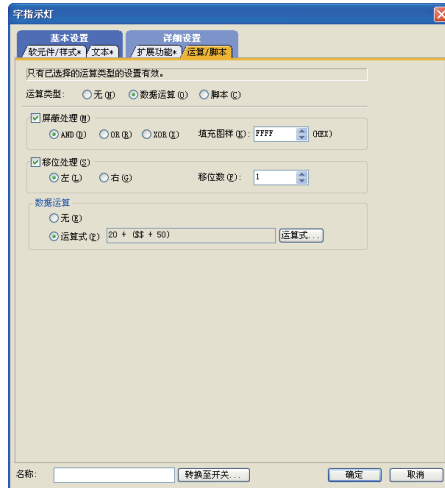 字指示灯
基本设置 详细设置
软元件/样式* 文本* 扩展功能* 运算/脚本
只有已选择的运算类型的设置有效。
运算类型: 无(N) 数据运算(O) 脚本(C)
屏蔽处理(M)
AND(D) OR(R) XOR(X) 填充图样(K): FFFF (HEX)
移位处理(S)
左(L) 右(G) 移位数(F): 1
数据运算
无(E)
运算式(P) 20 + ($$ + 50) 运算式...
名称: 转换至开关... 确定 取消